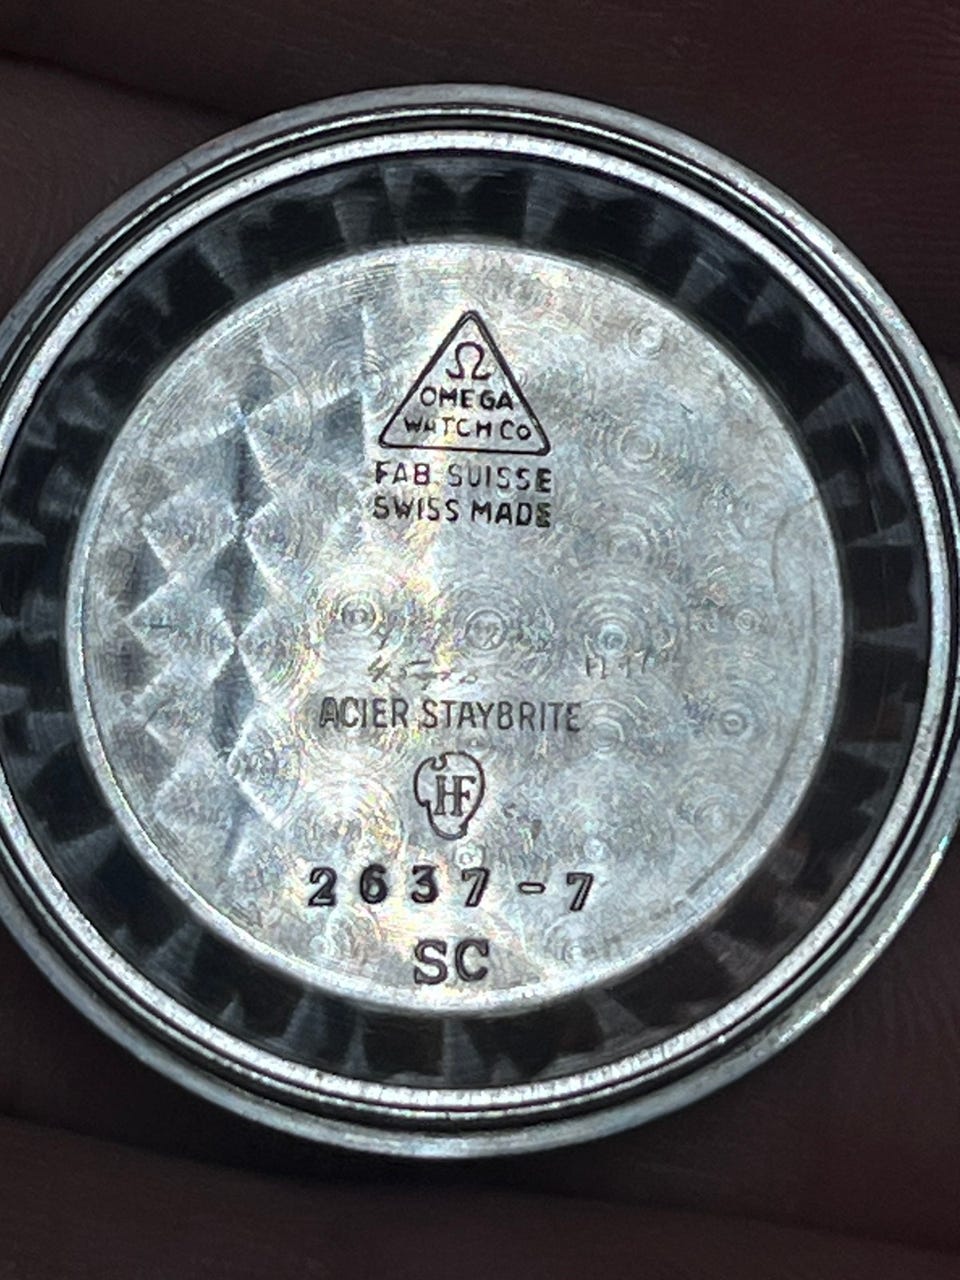 Ω
OMEGA
WATCH Co
FAB. SUISSE
SWISS MADE
ACIER STAYBRITE
HF
2637-7
SC